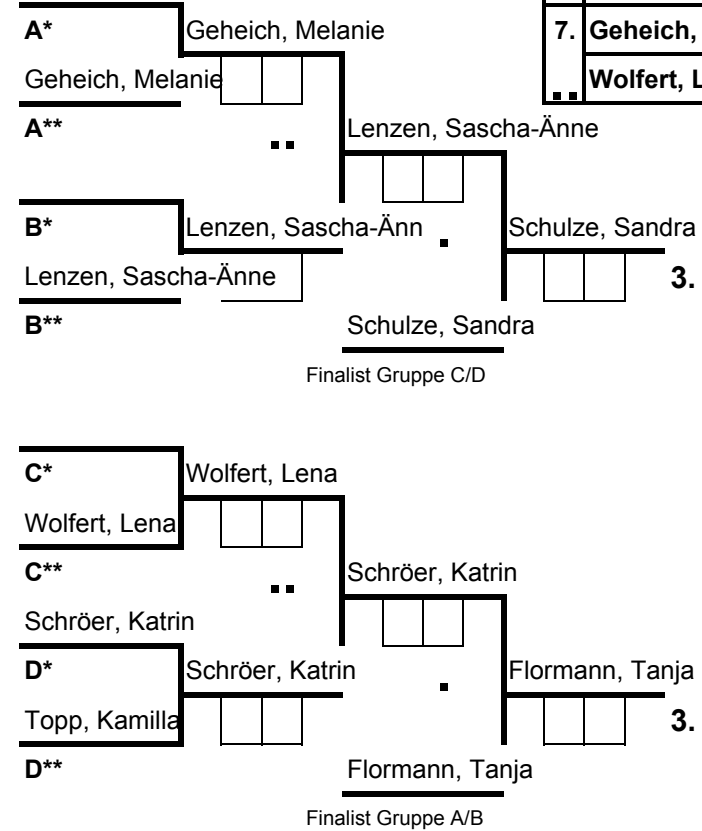 A*
Geheich, Melanie
7. Geheich,
Geheich, Melanie
Wolfert, L
A**
Lenzen, Sascha-Änne
B*
Lenzen, Sascha-Änn
Schulze, Sandra
Lenzen, Sascha-Änne
3.
B**
Schulze, Sandra
Finalist Gruppe C/D
C*
Wolfert, Lena
Wolfert, Lena
C**
Schröer, Katrin
Schröer, Katrin
D*
Schröer, Katrin
Flormann, Tanja
Topp, Kamilla
3.
D**
Flormann, Tanja
Finalist Gruppe A/B